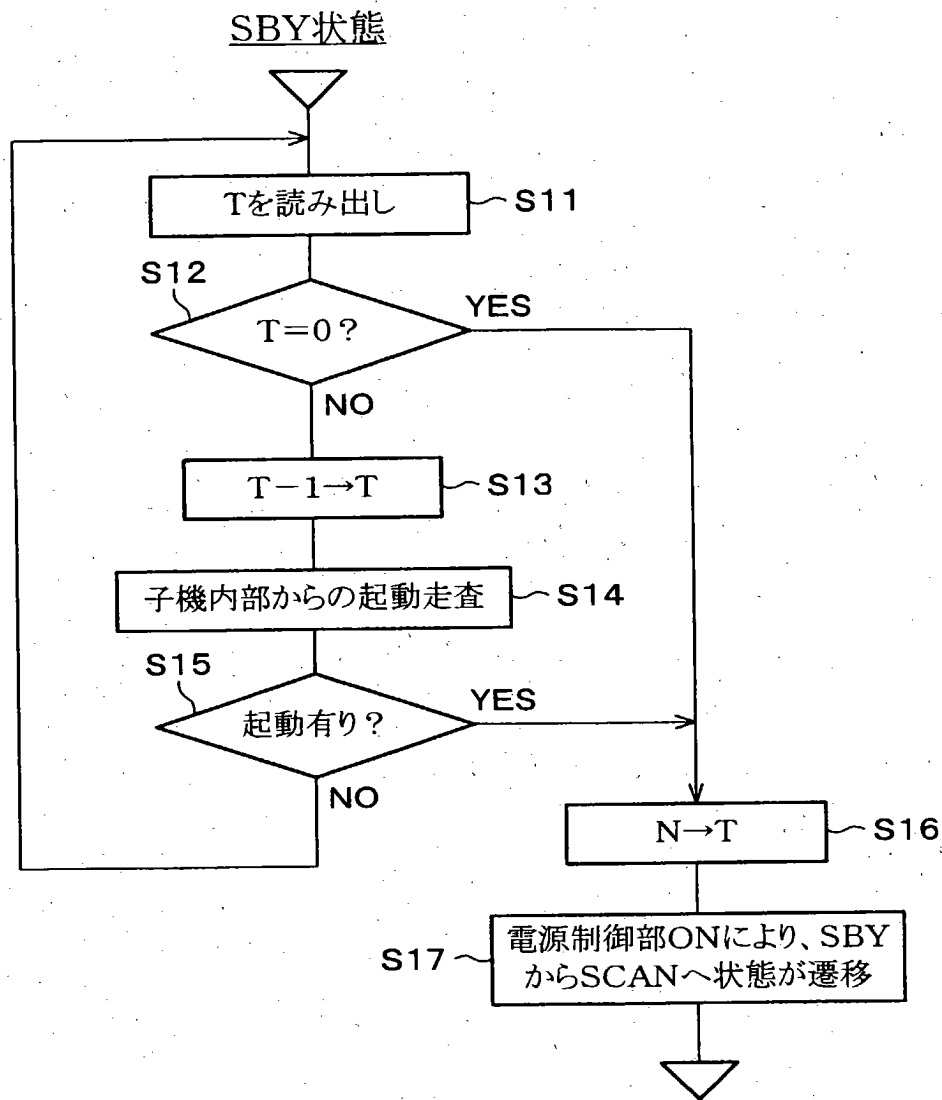 SBY状態
Tを読み出し
S11
S12
T=0?
YES
NO
T-1→T
S13
子機内部からの起動走査
S14
S15
起動有り?
YES
NO
N→T
S16
S17
電源制御部ONにより、SBY
からSCANへ状態が遷移